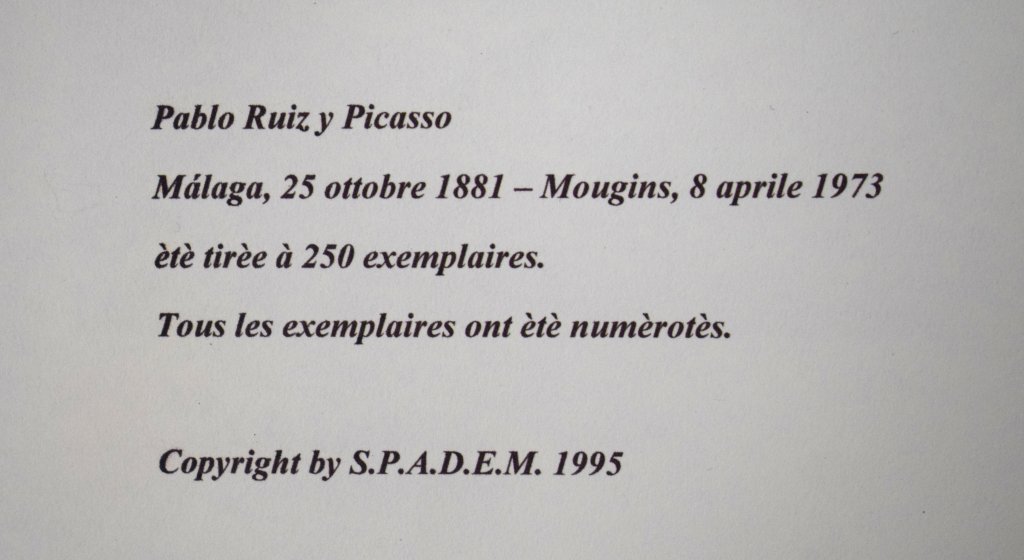 Pablo Ruiz y Picasso
Málaga, 25 ottobre 1881 – Mougins, 8 aprile 1973
ètè tirèe à 250 exemplaires.
Tous les exemplaires ont ètè numèrotès.
Copyright by S.P.A.D.E.M. 1995